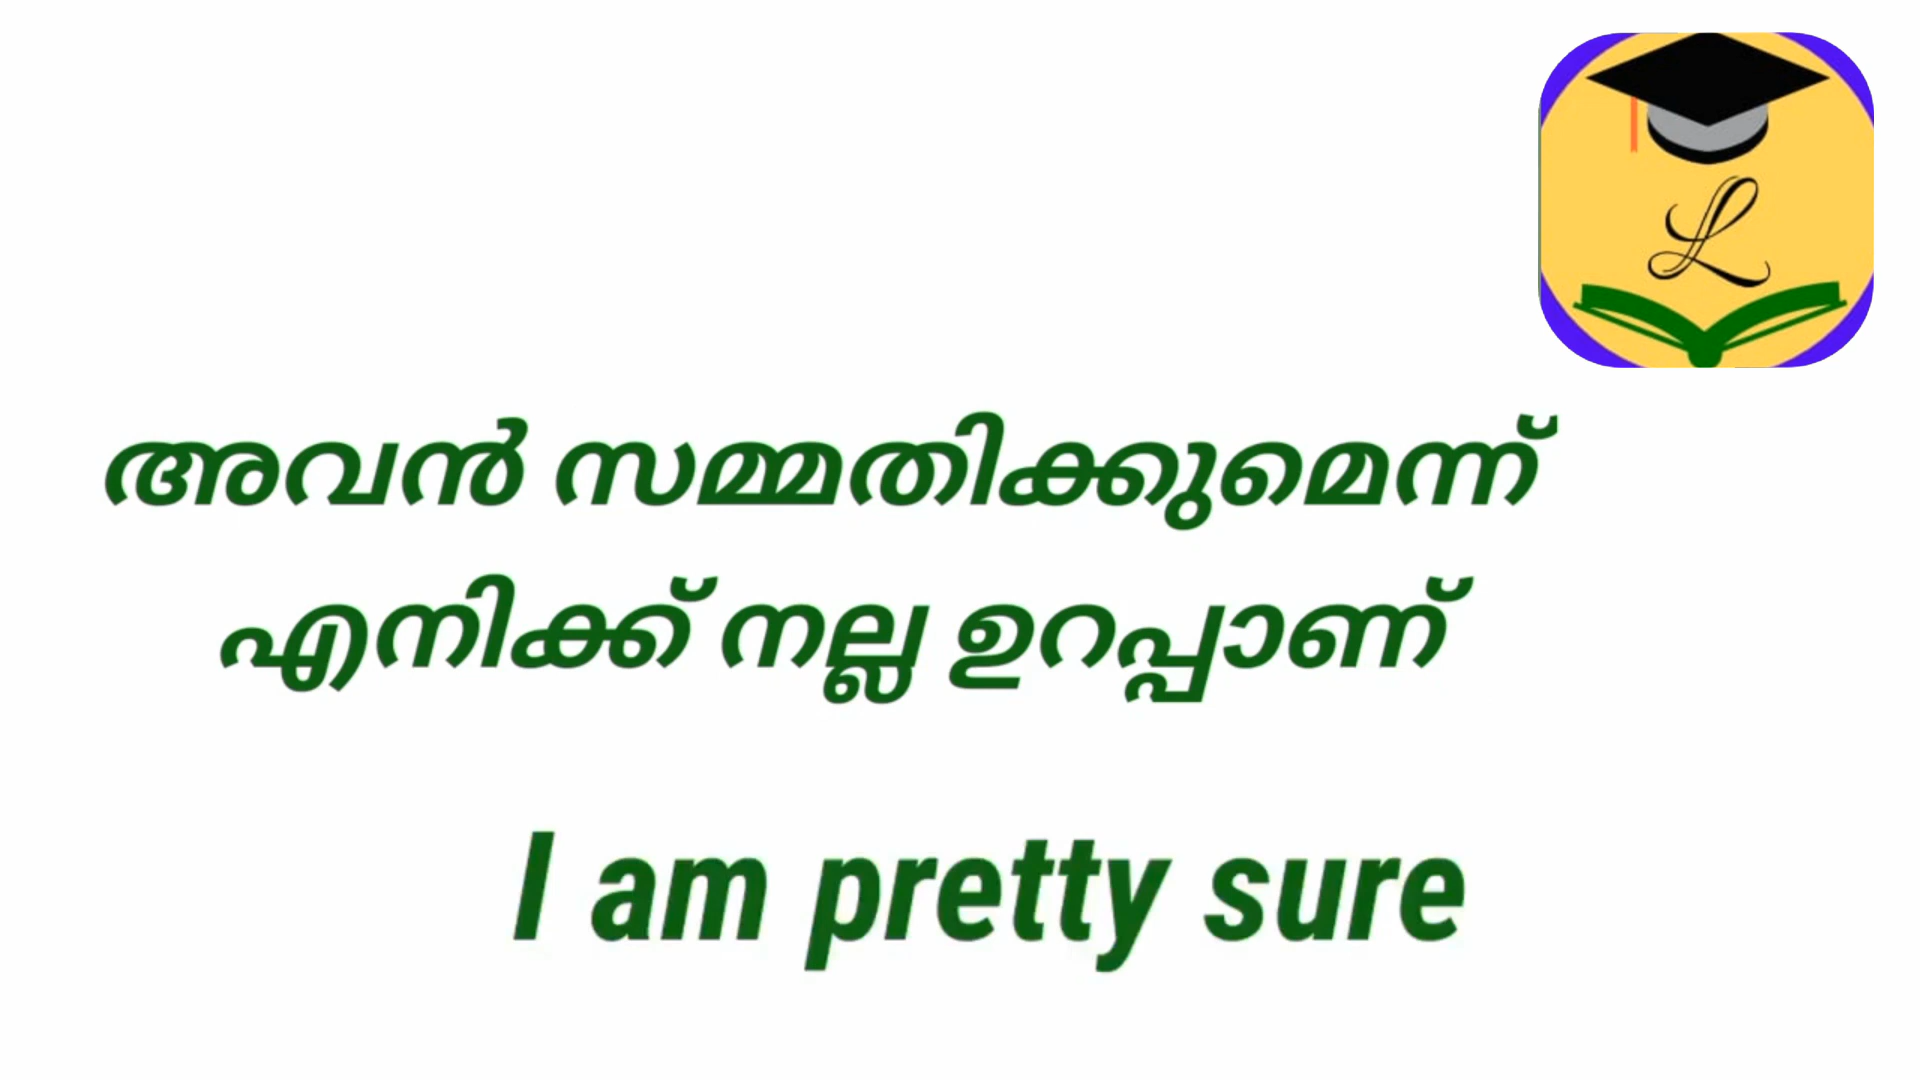 L
അവൻ സമ്മതിക്കുമെന്ന്
എനിക്ക് നല്ല ഉറപ്പാണ്
I am pretty sure